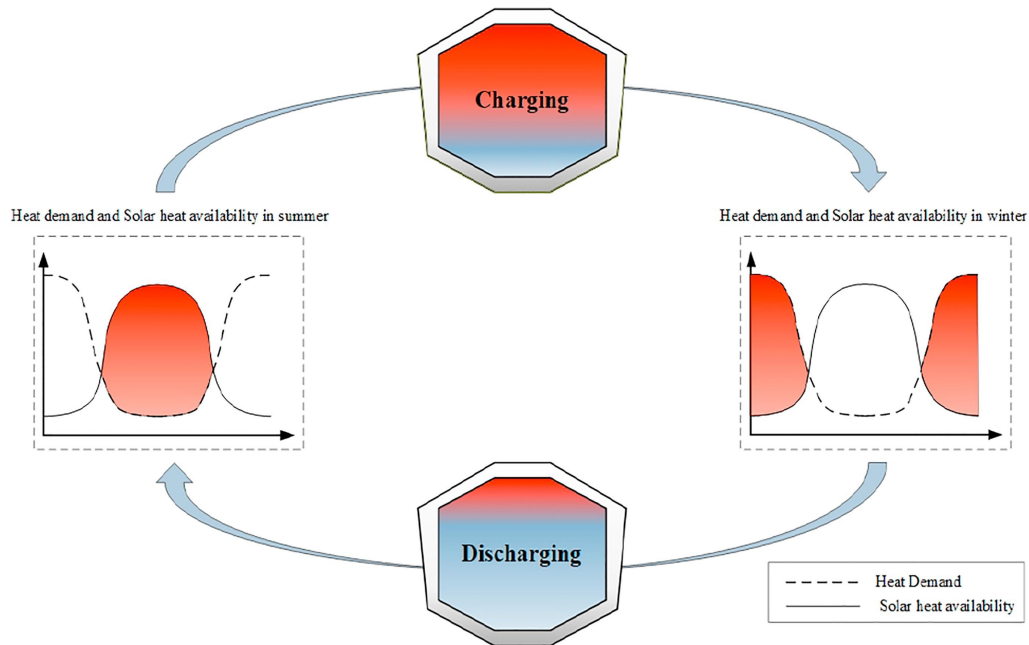 Charging
Heat demand and Solar heat availability in summer
Heat demand and Solar heat availability in winter
Discharging
Heat Demand
Solar heat availability